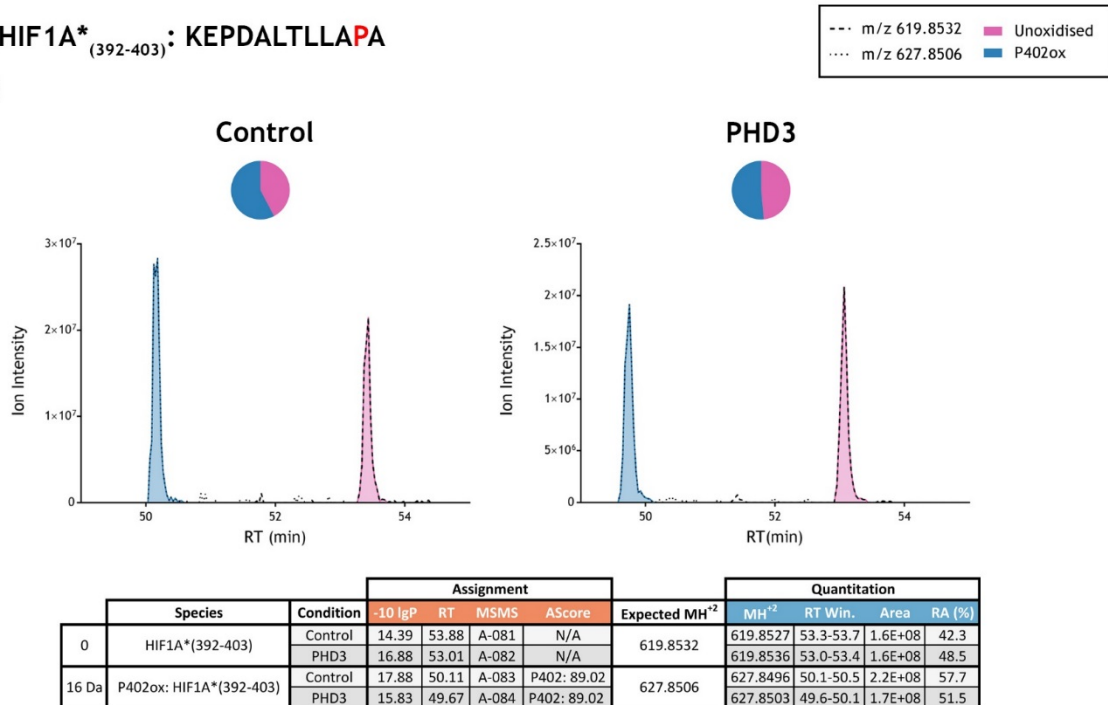 HIF1A*(392-403): KEPDALTLLAPA
m/z 619.8532 Unoxidised
m/z 627.8506 P402ox
Control
3×10⁷
2×10⁷
1×10⁷
0
Ion Intensity
50 52 54
RT (min)
PHD3
2.5×10⁷
2×10⁷
1.5×10⁷
1×10⁷
5×10⁶
0
Ion Intensity
50 52 54
RT(min)
Assignment Quantitation
Species Condition -10 lgP RT MSMS AScore Expected MH⁺² MH⁺² RT Win. Area RA (%)
0 HIF1A*(392-403) Control 14.39 53.88 A-081 N/A 619.8532 619.8527 53.3-53.7 1.6E+08 42.3
PHD3 16.88 53.01 A-082 N/A 619.8536 53.0-53.4 1.6E+08 48.5
16 Da P402ox: HIF1A*(392-403) Control 17.88 50.11 A-083 P402: 89.02 627.8506 627.8496 50.1-50.5 2.2E+08 57.7
PHD3 15.83 49.67 A-084 P402: 89.02 627.8503 49.6-50.1 1.7E+08 51.5